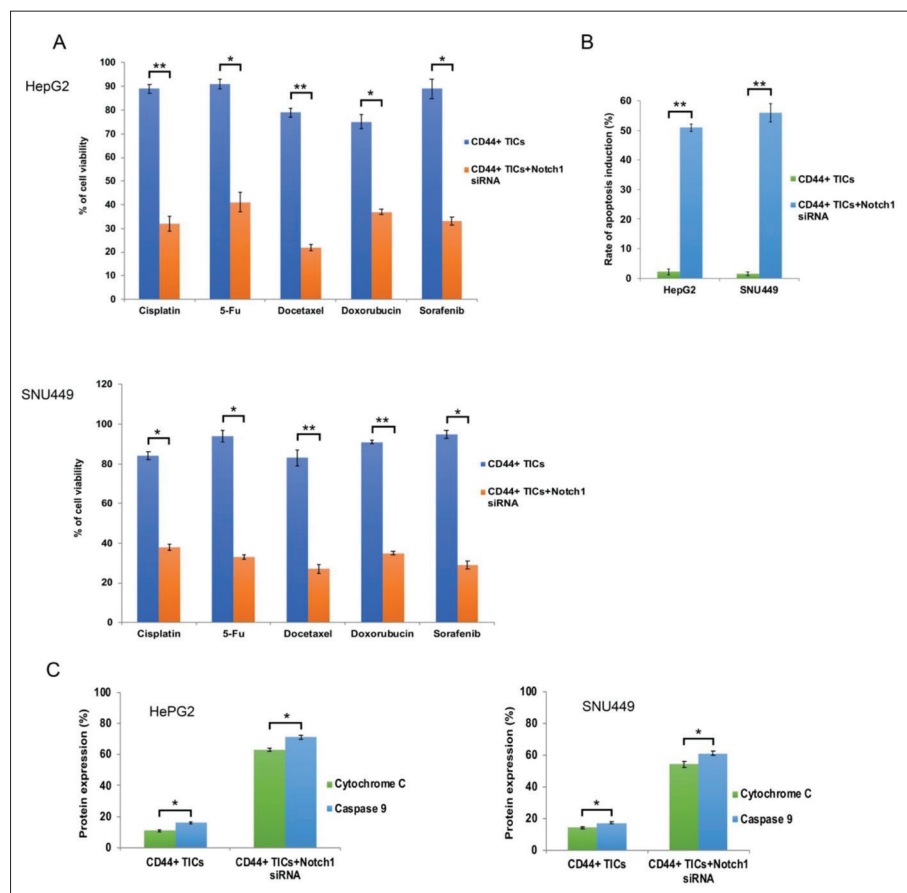 A
HepG2
% of cell viability
100
90
80
70
60
50
40
30
20
10
0
** * ** * *
Cisplatin 5-Fu Docetaxel Doxorubucin Sorafenib
CD44+ TICs
CD44+ TICs+Notch1
siRNA
B
Rate of apoptosis induction (%)
60
50
40
30
20
10
0
** **
HepG2 SNU449
CD44+ TICs
CD44+ TICs+Notch1
siRNA
SNU449
% of cell viability
120
100
80
60
40
20
0
* * ** ** *
Cisplatin 5-Fu Docetaxel Doxorubucin Sorafenib
CD44+ TICs
CD44+ TICs+Notch1
siRNA
C
HePG2
Protein expression (%)
100
80
60
40
20
0
* *
CD44+ TICs CD44+ TICs+Notch1
siRNA
Cytochrome C
Caspase 9
SNU449
Protein expression (%)
100
80
60
40
20
0
* *
CD44+ TICs CD44+ TICs+Notch1
siRNA
Cytochrome C
Caspase 9